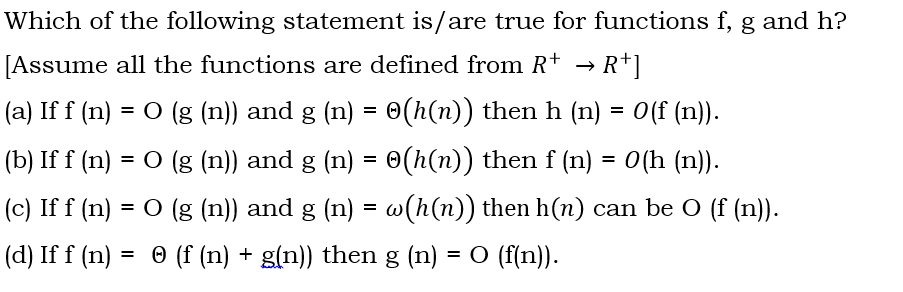 Which of the following statement is/are true for functions f, g and h?
[Assume all the functions are defined from R⁺ → R⁺]
(a) If f (n) = O (g (n)) and g (n) = Θ(h(n)) then h (n) = O(f (n)).
(b) If f (n) = O (g (n)) and g (n) = Θ(h(n)) then f (n) = O(h (n)).
(c) If f (n) = O (g (n)) and g (n) = ω(h(n)) then h(n) can be O (f (n)).
(d) If f (n) = Θ (f (n) + g(n)) then g (n) = O (f(n)).